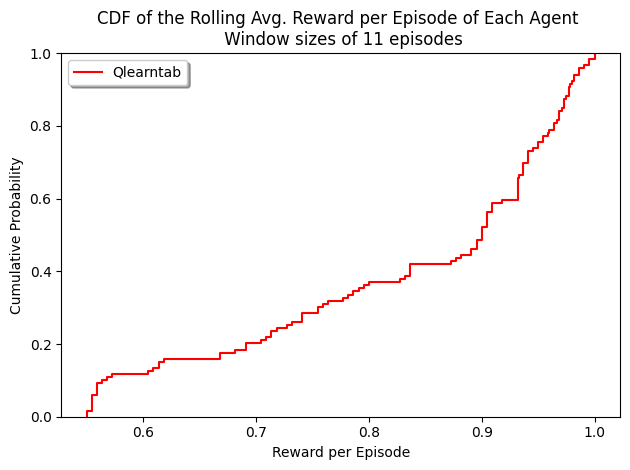 CDF of the Rolling Avg. Reward per Episode of Each Agent
Window sizes of 11 episodes
Qlearntab
1.0
0.8
0.6
0.4
0.2
0.0
Cumulative Probability
0.6 0.7 0.8 0.9 1.0
Reward per Episode